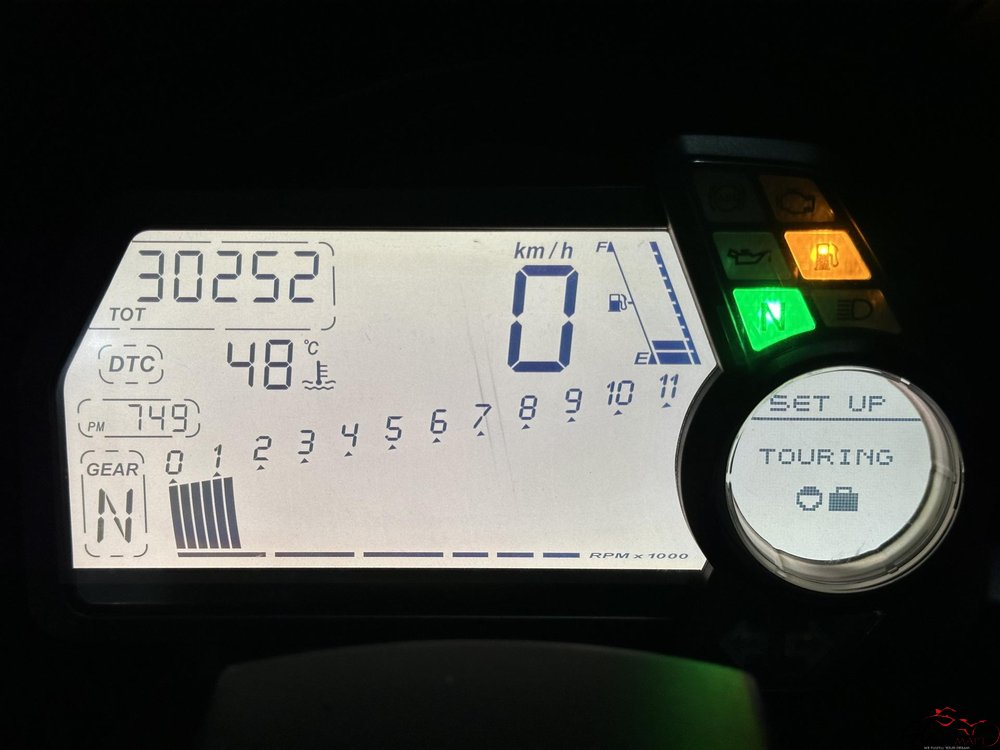 30252
TOT
DTC
48 °C
PM 749
GEAR
N
km/h
0
F
E
0 1 2 3 4 5 6 7 8 9 10 11
RPM x 1000
N
SET UP
TOURING